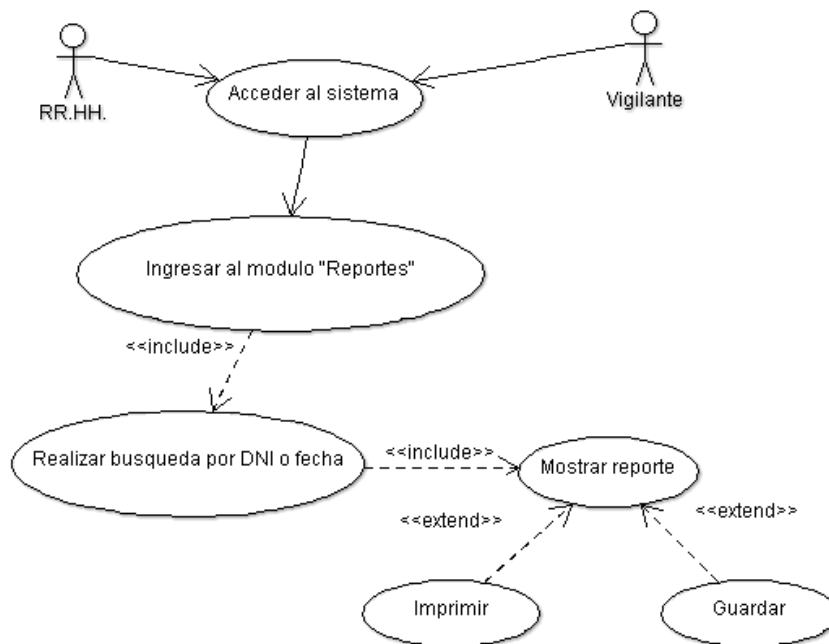 RR.HH.
Acceder al sistema
Vigilante
Ingresar al modulo "Reportes"
<<include>>
Realizar busqueda por DNI o fecha
<<include>>
Mostrar reporte
<<extend>>
<<extend>>
Imprimir
Guardar